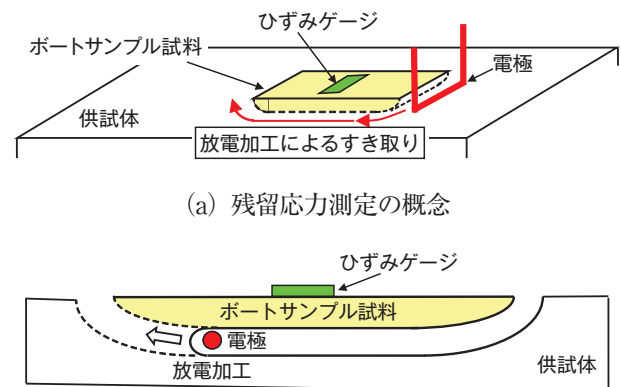 ひずみゲージ
ボートサンプル試料
電極
供試体
放電加工によるすき取り
(a) 残留応力測定の概念
ひずみゲージ
ボートサンプル試料
電極
放電加工
供試体